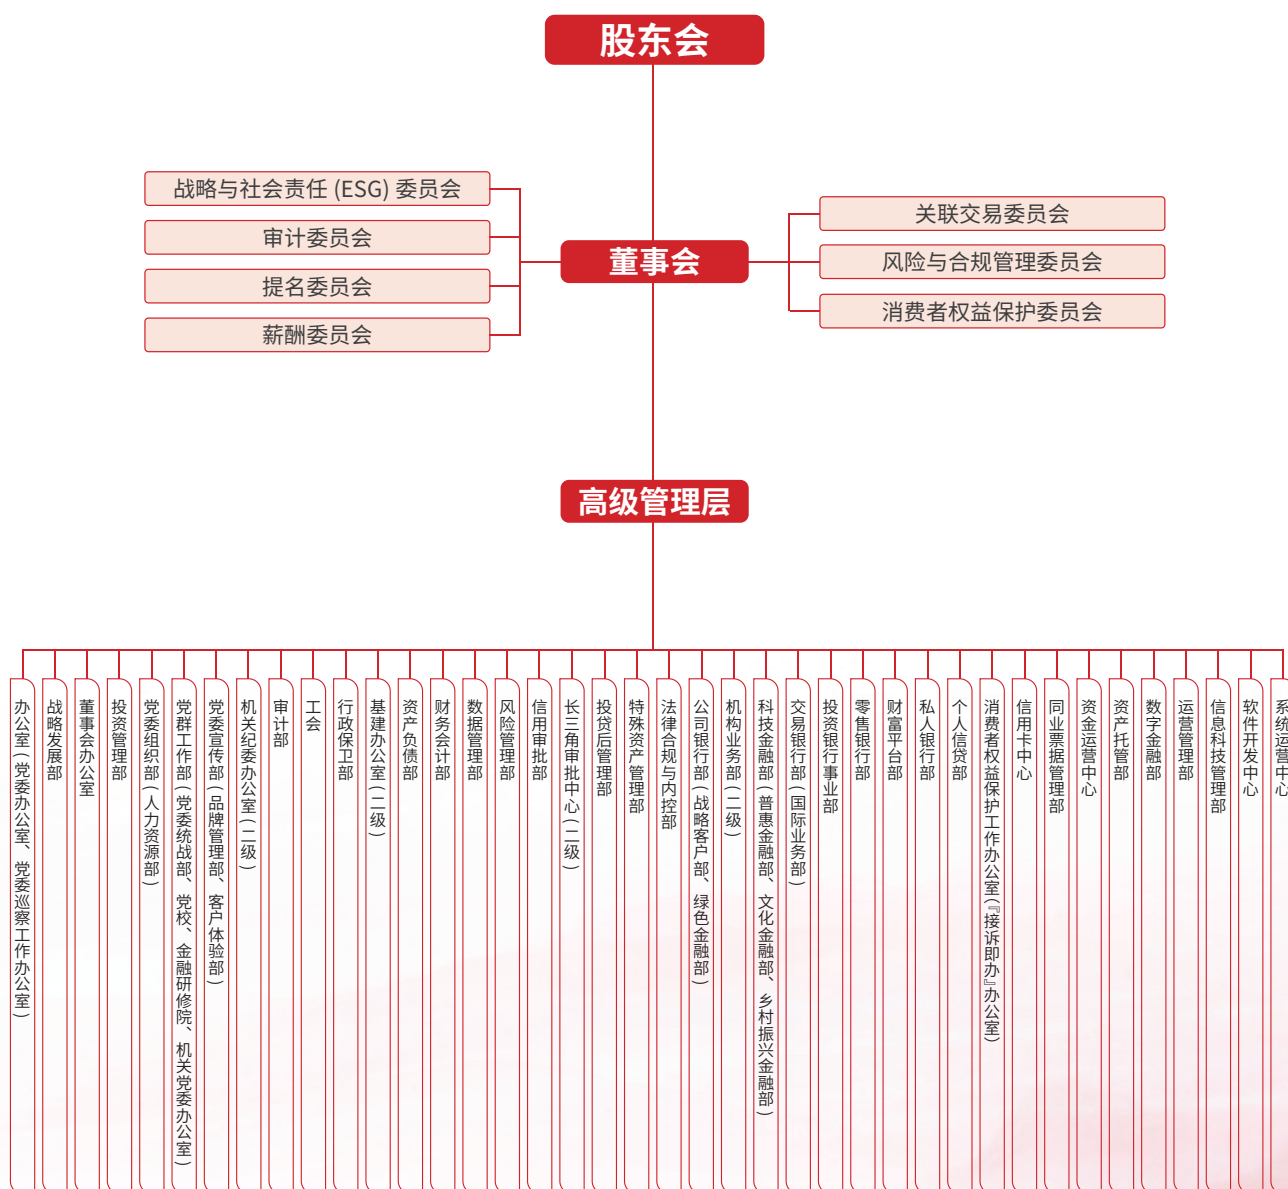 股东会
战略与社会责任 (ESG) 委员会
审计委员会
提名委员会
薪酬委员会
董事会
关联交易委员会
风险与合规管理委员会
消费者权益保护委员会
高级管理层
办公室(党委办公室、党委巡察工作办公室)
战略发展部
董事会办公室
投资管理部
党委组织部(人力资源部)
党群工作部(党委统战部、党校、金融研修院、机关党委办公室)
党委宣传部(品牌管理部、客户体验部)
机关纪委办公室(二级)
审计部
工会
行政保卫部
基建办公室(二级)
资产负债部
财务会计部
数据管理部
风险管理部
信用审批部
长三角审批中心(二级)
投贷后管理部
特殊资产管理部
法律合规与内控部
公司银行部(战略客户部、绿色金融部)
机构业务部(二级)
科技金融部(普惠金融部、文化金融部、乡村振兴金融部)
交易银行部(国际业务部)
投资银行事业部
零售银行部
财富平台部
私人银行部
个人信贷部
消费者权益保护工作办公室(『接诉即办』办公室)
信用卡中心
同业票据管理部
资金运营中心
资产托管部
数字金融部
运营管理部
信息科技管理部
软件开发中心
系统运营中心